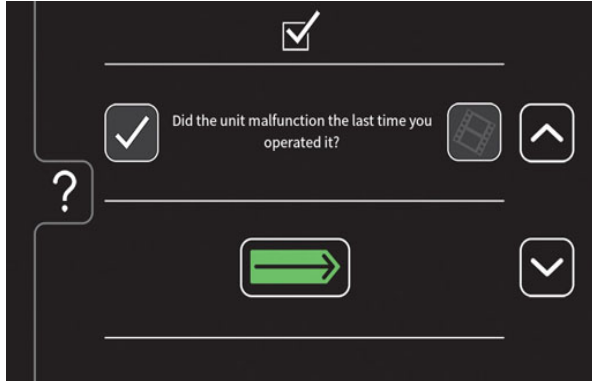 Did the unit malfunction the last time you
operated it?
?